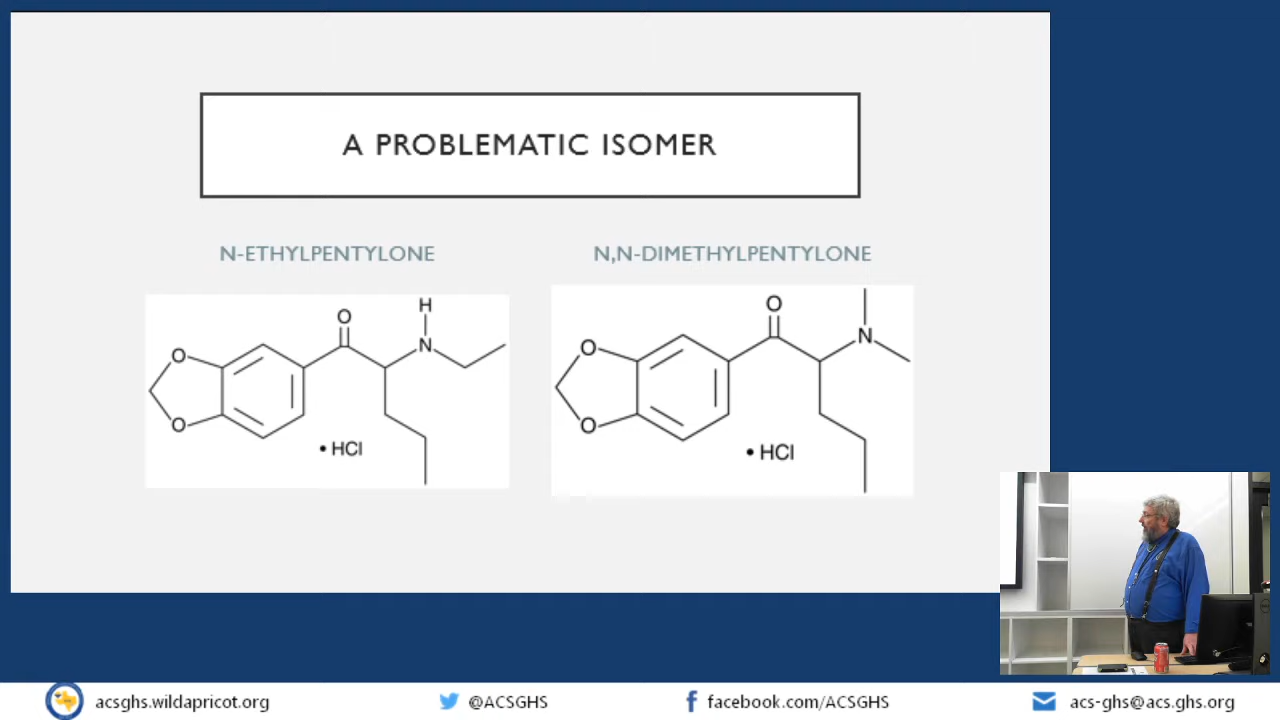 A PROBLEMATIC ISOMER
N-ETHYLPENTYLONE
N,N-DIMETHYLPENTYLONE
O
H
N
O
O
• HCl
O
N
O
O
• HCl
acsghs.wildapricot.org
@ACSGHS
facebook.com/ACSGHS
acs-ghs@acs.ghs.org